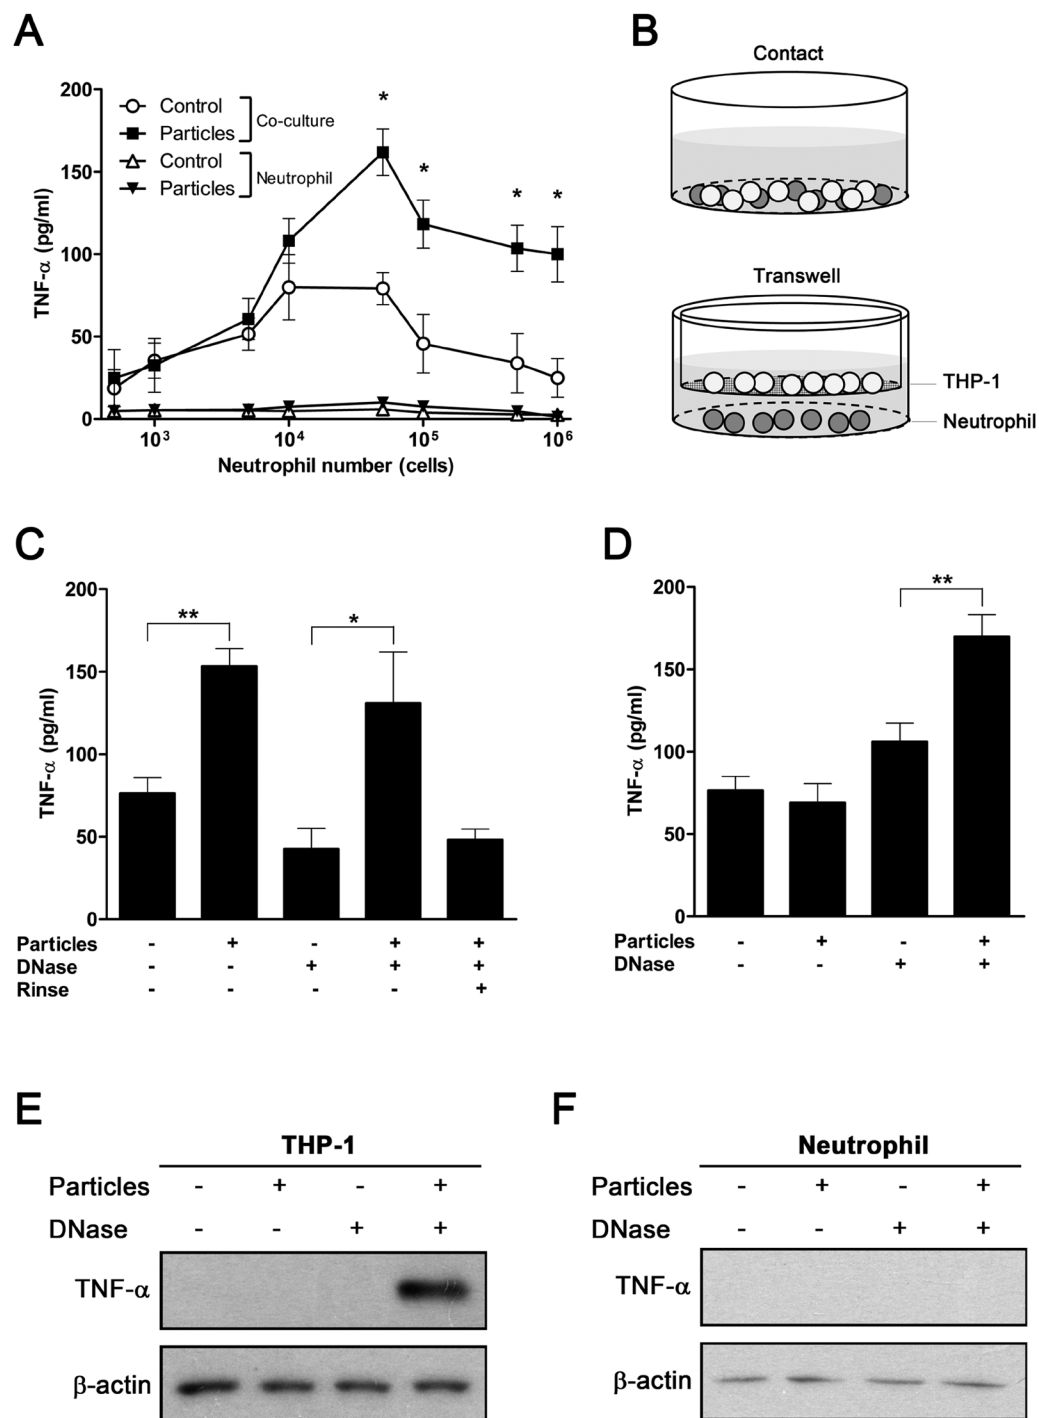 A
200
150
100
50
0
TNF-α (pg/ml)
Control
Particles
Co-culture
Control
Particles
Neutrophil
*
*
*
*
10³
10⁴
10⁵
10⁶
Neutrophil number (cells)
B
Contact
Transwell
THP-1
Neutrophil
C
200
150
100
50
0
TNF-α (pg/ml)
**
*
Particles - + - + +
DNase - - + + +
Rinse - - - - +
D
200
150
100
50
0
TNF-α (pg/ml)
**
Particles - + - +
DNase - - + +
E
THP-1
Particles - + - +
DNase - - + +
TNF-α
β-actin
F
Neutrophil
Particles - + - +
DNase - - + +
TNF-α
β-actin